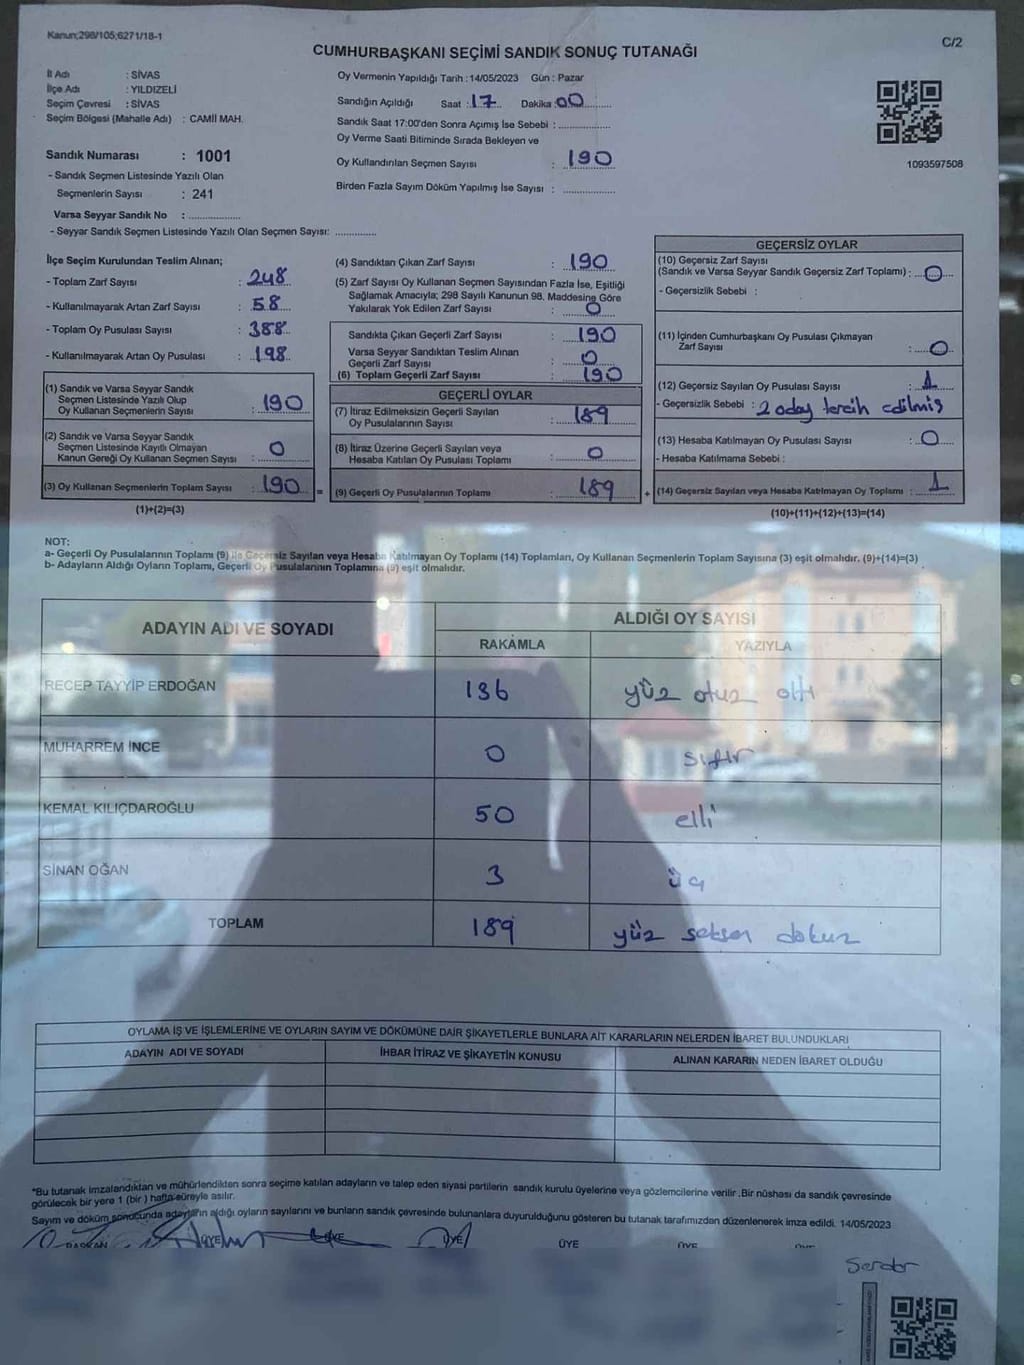 Kanun;298/105;6271/18-1
C/2
CUMHURBAŞKANI SEÇİMİ SANDIK SONUÇ TUTANAĞI
İl Adı : SİVAS
İlçe Adı : YILDIZELİ
Seçim Çevresi : SİVAS
Seçim Bölgesi (Mahalle Adı) : CAMİİ MAH.
Sandık Numarası : 1001
- Sandık Seçmen Listesinde Yazılı Olan
Seçmenlerin Sayısı : 241
Varsa Seyyar Sandık No : ..................
- Seyyar Sandık Seçmen Listesinde Yazılı Olan Seçmen Sayısı: ..............
Oy Vermenin Yapıldığı Tarih : 14/05/2023 Gün : Pazar
Sandığın Açıldığı Saat : 17 Dakika : 00
Sandık Saat 17:00'den Sonra Açımış İse Sebebi : ..................
Oy Verme Saati Bitiminde Sırada Bekleyen ve
Oy Kullandırılan Seçmen Sayısı : 190
Birden Fazla Sayım Döküm Yapılmış İse Sayısı : ..................
1093597508
İlçe Seçim Kurulundan Teslim Alınan;
- Toplam Zarf Sayısı : 248
- Kullanılmayarak Artan Zarf Sayısı : 58
- Toplam Oy Pusulası Sayısı : 388
- Kullanılmayarak Artan Oy Pusulası : 198
(1) Sandık ve Varsa Seyyar Sandık
Seçmen Listesinde Yazılı Olup
Oy Kullanan Seçmenlerin Sayısı : 190
(2) Sandık ve Varsa Seyyar Sandık
Seçmen Listesinde Kayıtlı Olmayan
Kanun Gereği Oy Kullanan Seçmen Sayısı : 0
(3) Oy Kullanan Seçmenlerin Toplam Sayısı : 190
(1)+(2)=(3)
(4) Sandıktan Çıkan Zarf Sayısı : 190
(5) Zarf Sayısı Oy Kullanan Seçmen Sayısından Fazla İse, Eşitliği
Sağlamak Amacıyla; 298 Sayılı Kanunun 98. Maddesine Göre
Yakılarak Yok Edilen Zarf Sayısı : 0
Sandıkta Çıkan Geçerli Zarf Sayısı : 190
Varsa Seyyar Sandıktan Teslim Alınan
Geçerli Zarf Sayısı : 0
(6) Toplam Geçerli Zarf Sayısı : 190
GEÇERLİ OYLAR
(7) İtiraz Edilmeksizin Geçerli Sayılan
Oy Pusulalarının Sayısı : 189
(8) İtiraz Üzerine Geçerli Sayılan veya
Hesaba Katılan Oy Pusulası Toplamı : 0
= (9) Geçerli Oy Pusulalarının Toplamı : 189
GEÇERSİZ OYLAR
(10) Geçersiz Zarf Sayısı
(Sandık ve Varsa Seyyar Sandık Geçersiz Zarf Toplamı) : 0
- Geçersizlik Sebebi :
(11) İçinden Cumhurbaşkanı Oy Pusulası Çıkmayan
Zarf Sayısı : 0
(12) Geçersiz Sayılan Oy Pusulası Sayısı : 1
- Geçersizlik Sebebi : 2 aday tercih edilmiş
(13) Hesaba Katılmayan Oy Pusulası Sayısı : 0
- Hesaba Katılmama Sebebi :
+ (14) Geçersiz Sayılan veya Hesaba Katılmayan Oy Toplamı : 1
(10)+(11)+(12)+(13)=(14)
NOT:
a- Geçerli Oy Pusulalarının Toplamı (9) ile Geçersiz Sayılan veya Hesaba Katılmayan Oy Toplamı (14) Toplamları, Oy Kullanan Seçmenlerin Toplam Sayısına (3) eşit olmalıdır. (9)+(14)=(3)
b- Adayların Aldığı Oyların Toplamı, Geçerli Oy Pusulalarının Toplamına (9) eşit olmalıdır.
ADAYIN ADI VE SOYADI ALDIĞI OY SAYISI
RAKAMLA YAZIYLA
RECEP TAYYİP ERDOĞAN 136 yüz otuz altı
MUHARREM İNCE 0 sıfır
KEMAL KILIÇDAROĞLU 50 elli
SİNAN OĞAN 3 üç
TOPLAM 189 yüz seksen dokuz
OYLAMA İŞ VE İŞLEMLERİNE VE OYLARIN SAYIM VE DÖKÜMÜNE DAİR ŞİKAYETLERLE BUNLARA AİT KARARLARIN NELERDEN İBARET BULUNDUKLARI
ADAYIN ADI VE SOYADI İHBAR İTİRAZ VE ŞİKAYETİN KONUSU ALINAN KARARIN NEDEN İBARET OLDUĞU
*Bu tutanak imzalandıktan ve mühürlendikten sonra seçime katılan adayların ve talep eden siyasi partilerin sandık kurulu üyelerine veya gözlemcilerine verilir .Bir nüshası da sandık çevresinde
görülecek bir yere 1 (bir ) hafta süreyle asılır.
Sayım ve döküm sonucunda adayların aldığı oyların sayılarını ve bunların sandık çevresinde bulunanlara duyurulduğunu gösteren bu tutanak tarafımızdan düzenlenerek imza edildi. 14/05/2023
BAŞKAN ÜYE ÜYE ÜYE ÜYE ÜYE ÜYE
Serdar